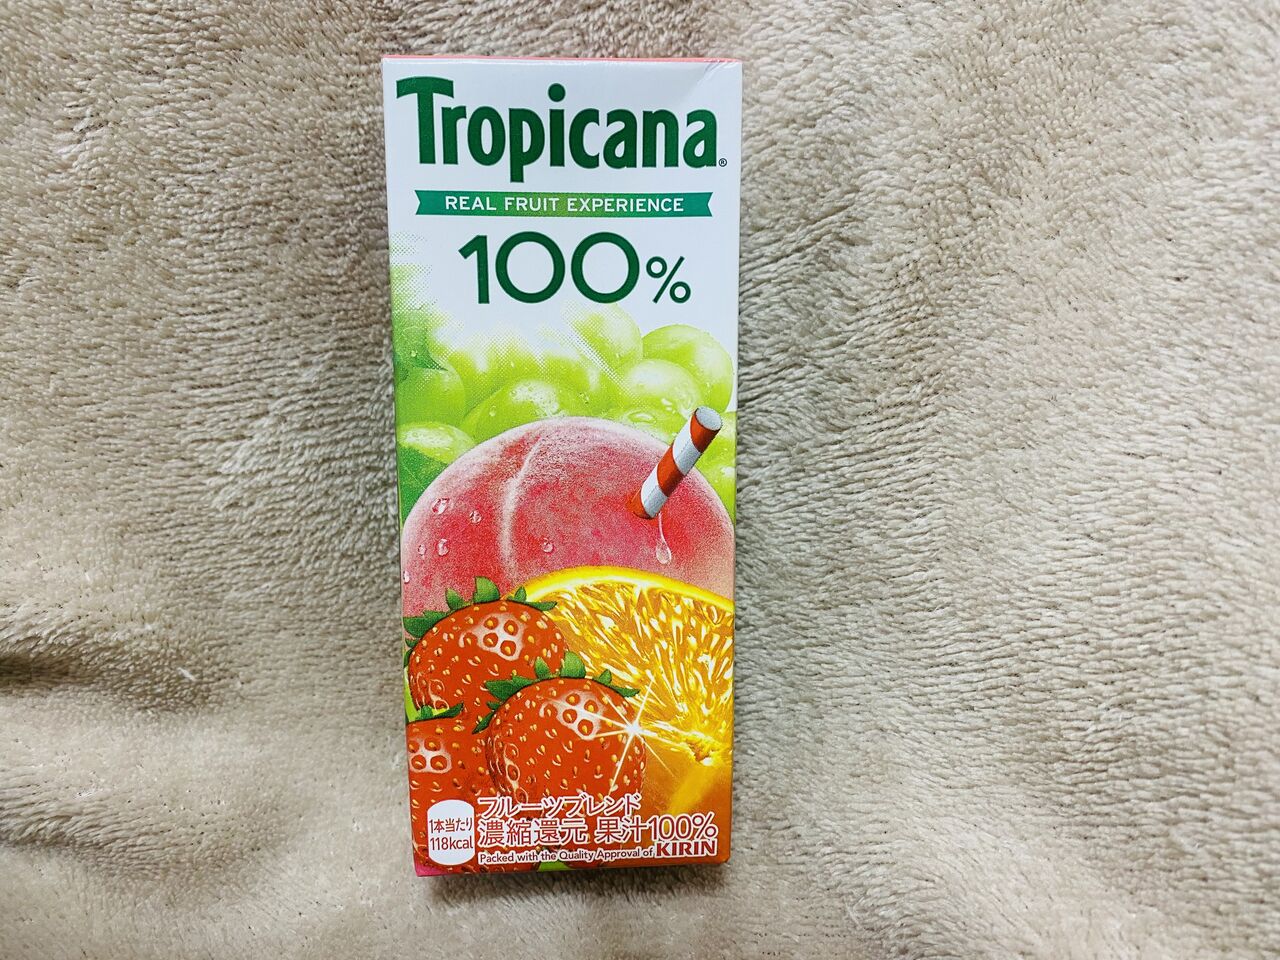 Tropicana®
REAL FRUIT EXPERIENCE
100%
1本当たり
118kcal
フルーツブレンド
濃縮還元 果汁100%
Packed with the Quality Approval of KIRIN